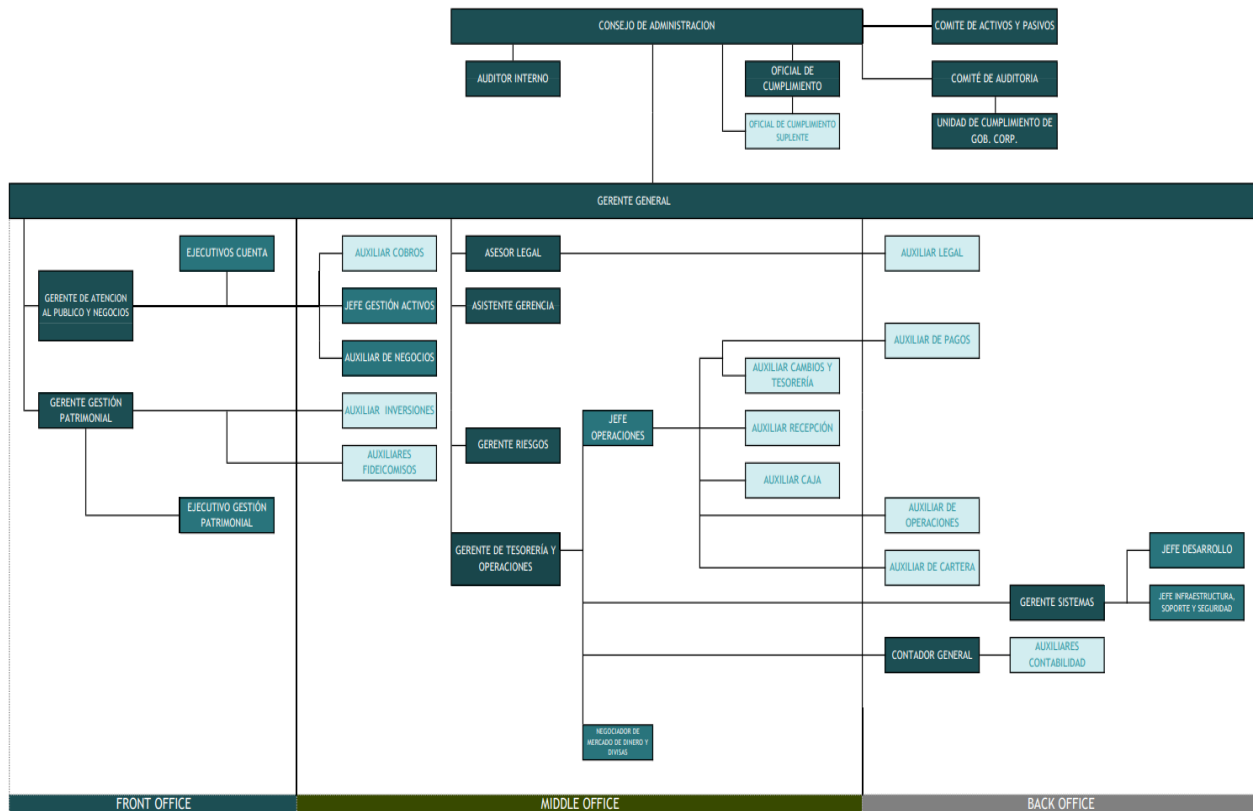 CONSEJO DE ADMINISTRACION
COMITE DE ACTIVOS Y PASIVOS
AUDITOR INTERNO
OFICIAL DE
CUMPLIMIENTO
COMITÉ DE AUDITORIA
OFICIAL DE CUMPLIMIENTO
SUPLENTE
UNIDAD DE CUMPLIMIENTO DE
GOB. CORP.
GERENTE GENERAL
EJECUTIVOS CUENTA
AUXILIAR COBROS
ASESOR LEGAL
AUXILIAR LEGAL
GERENTE DE ATENCION
AL PUBLICO Y NEGOCIOS
JEFE GESTIÓN ACTIVOS
ASISTENTE GERENCIA
AUXILIAR DE NEGOCIOS
AUXILIAR DE PAGOS
AUXILIAR CAMBIOS Y
TESORERÍA
GERENTE GESTIÓN
PATRIMONIAL
AUXILIAR INVERSIONES
JEFE
OPERACIONES
AUXILIAR RECEPCIÓN
GERENTE RIESGOS
AUXILIARES
FIDEICOMISOS
AUXILIAR CAJA
EJECUTIVO GESTIÓN
PATRIMONIAL
AUXILIAR DE
OPERACIONES
GERENTE DE TESORERÍA Y
OPERACIONES
JEFE DESARROLLO
AUXILIAR DE CARTERA
GERENTE SISTEMAS
JEFE INFRAESTRUCTURA,
SOPORTE Y SEGURIDAD
CONTADOR GENERAL
AUXILIARES
CONTABILIDAD
NEGOCIADOR DE
MERCADO DE DINERO Y
DIVISAS
FRONT OFFICE
MIDDLE OFFICE
BACK OFFICE